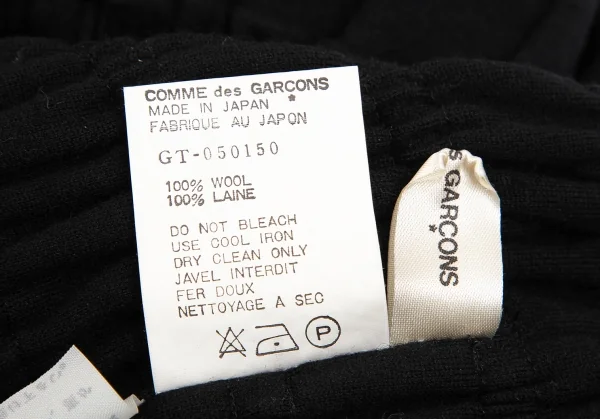 COMME des GARCONS
MADE IN JAPAN *
FABRIQUE AU JAPON
GT-050150
100% WOOL
100% LAINE
DO NOT BLEACH
USE COOL IRON
DRY CLEAN ONLY
JAVEL INTERDIT
FER DOUX
NETTOYAGE A SEC
P
S GARCONS
*